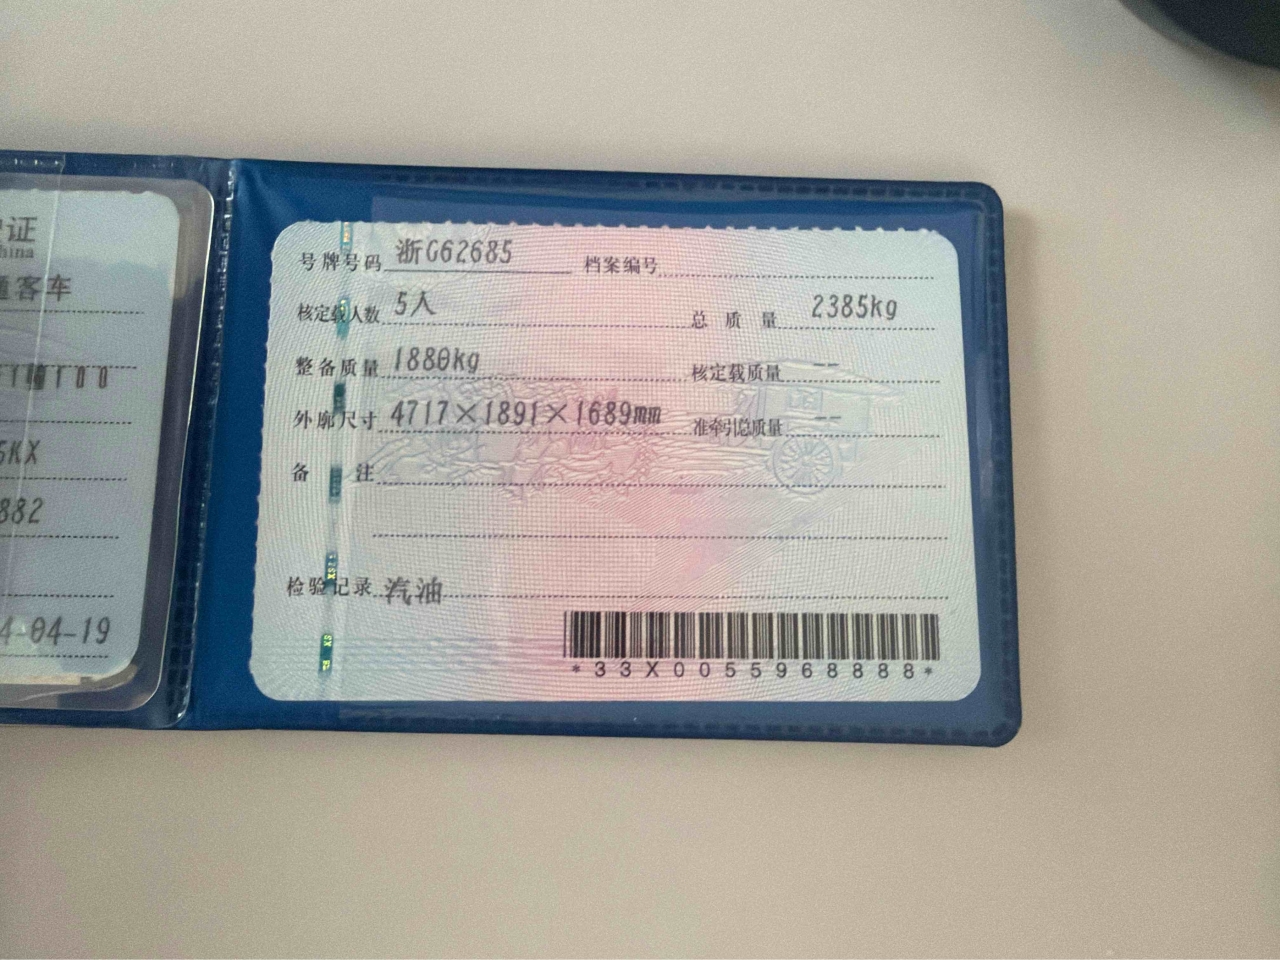 证
hina
通客车
100
KX
882
4-04-19
号牌号码 浙G62685 档案编号
核定载人数 5人 总质量 2385kg
整备质量 1880kg 核定载质量 --
外廓尺寸 4717×1891×1689mm 准牵引总质量 --
备注
检验记录 汽油
*33X0055968888*